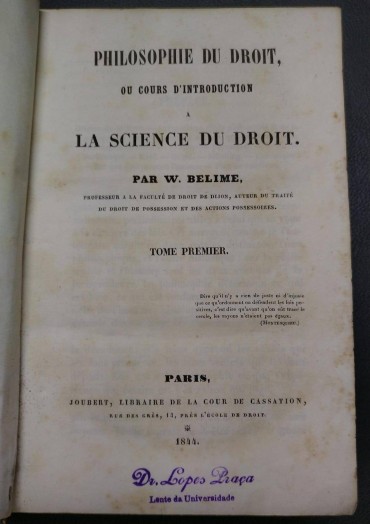 PHILOSOPHIE DU DROIT,
OU COURS D'INTRODUCTION
A
LA SCIENCE DU DROIT.
PAR W. BELIME,
PROFESSEUR A LA FACULTÉ DE DROIT DE DIJON, AUTEUR DU TRAITÉ
DU DROIT DE POSSESSION ET DES ACTIONS POSSESSOIRES.
TOME PREMIER.
Dire qu'il n'y a rien de juste ni d'injuste
que ce qu'ordonnent ou défendent les lois po-
sitives, c'est dire qu'avant qu'on eût tracé le
cercle, les rayons n'étaient pas égaux.
(MONTESQUIEU.)
PARIS,
JOUBERT, LIBRAIRE DE LA COUR DE CASSATION,
RUE DES GRÈS, 14, PRÈS L'ÉCOLE DE DROIT.
1844.
Dr. Lopes Praça
Lente da Universidade